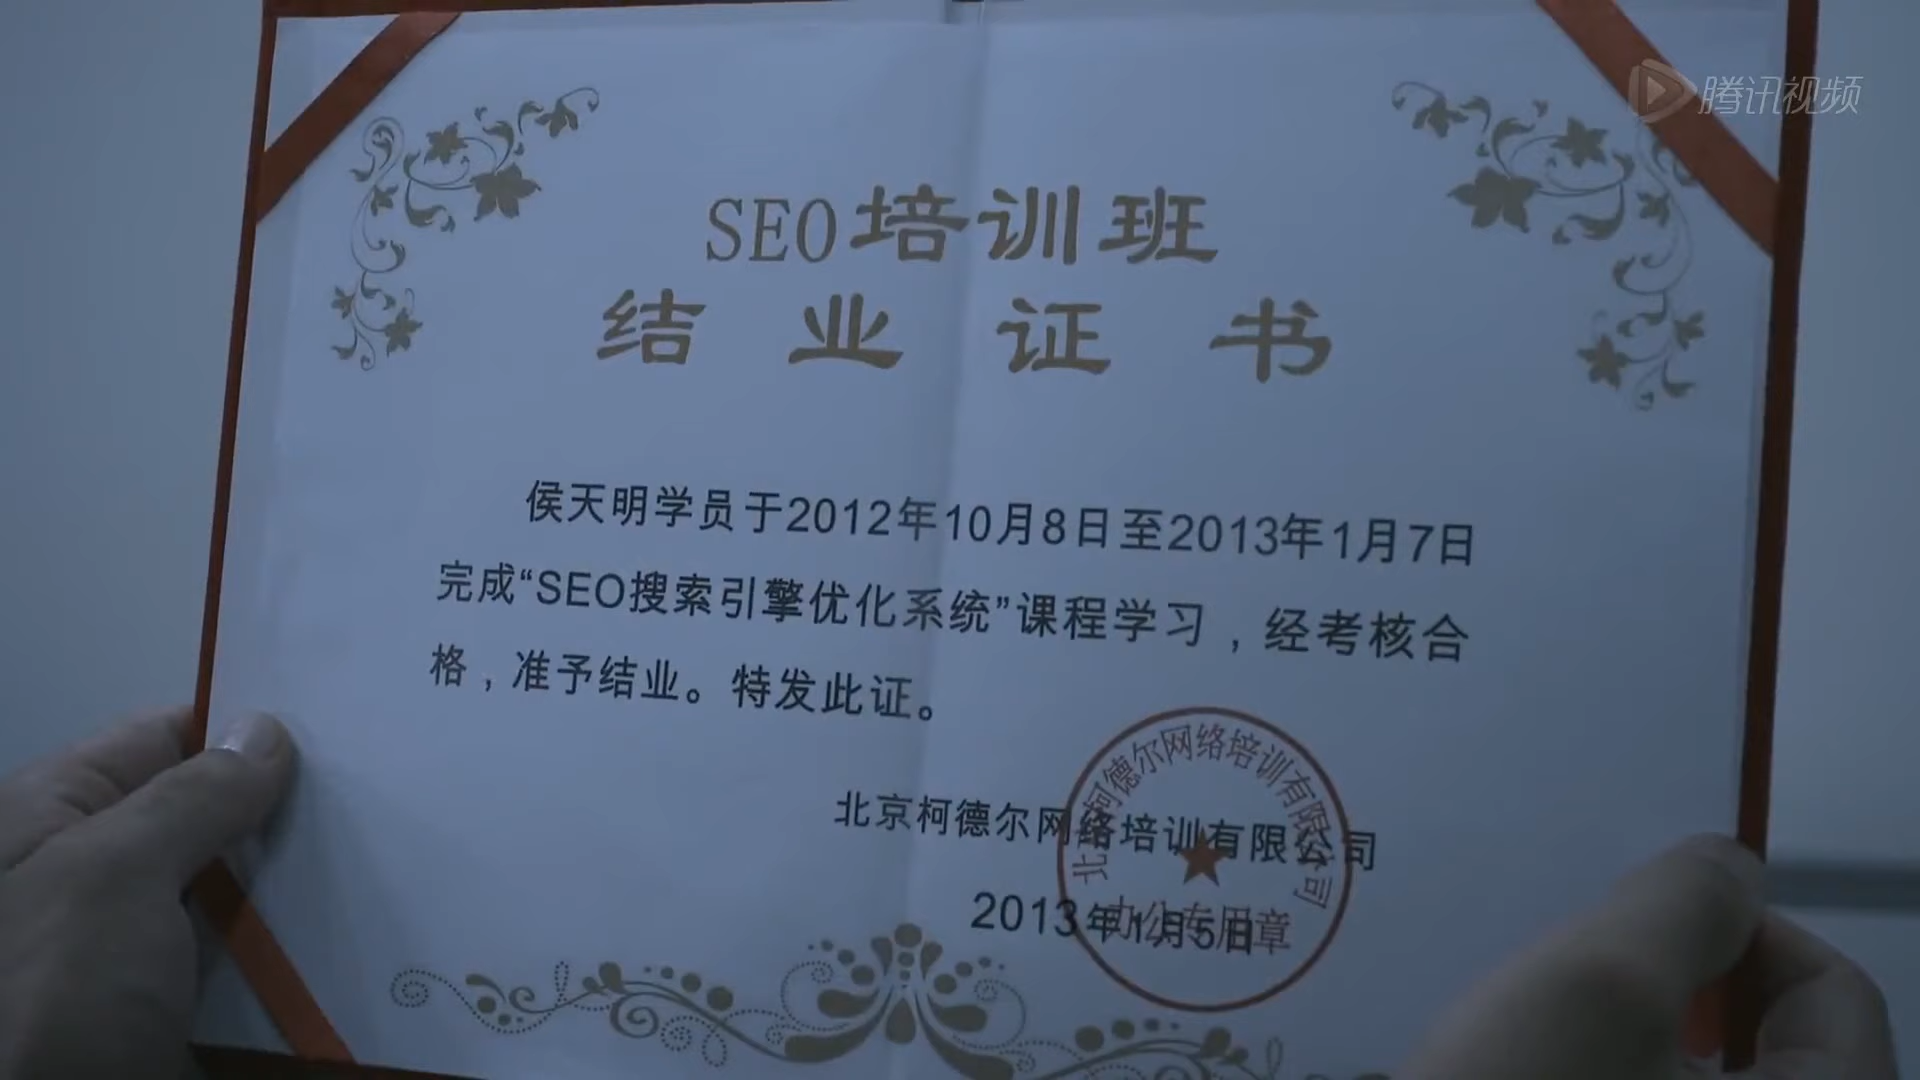 腾讯视频
SEO培训班
结业证书
侯天明学员于2012年10月8日至2013年1月7日
完成“SEO搜索引擎优化系统”课程学习，经考核合
格，准予结业。特发此证。
北京柯德尔网络培训有限公司
2013年1月5日
北京柯德尔网络培训有限公司
办公专用章